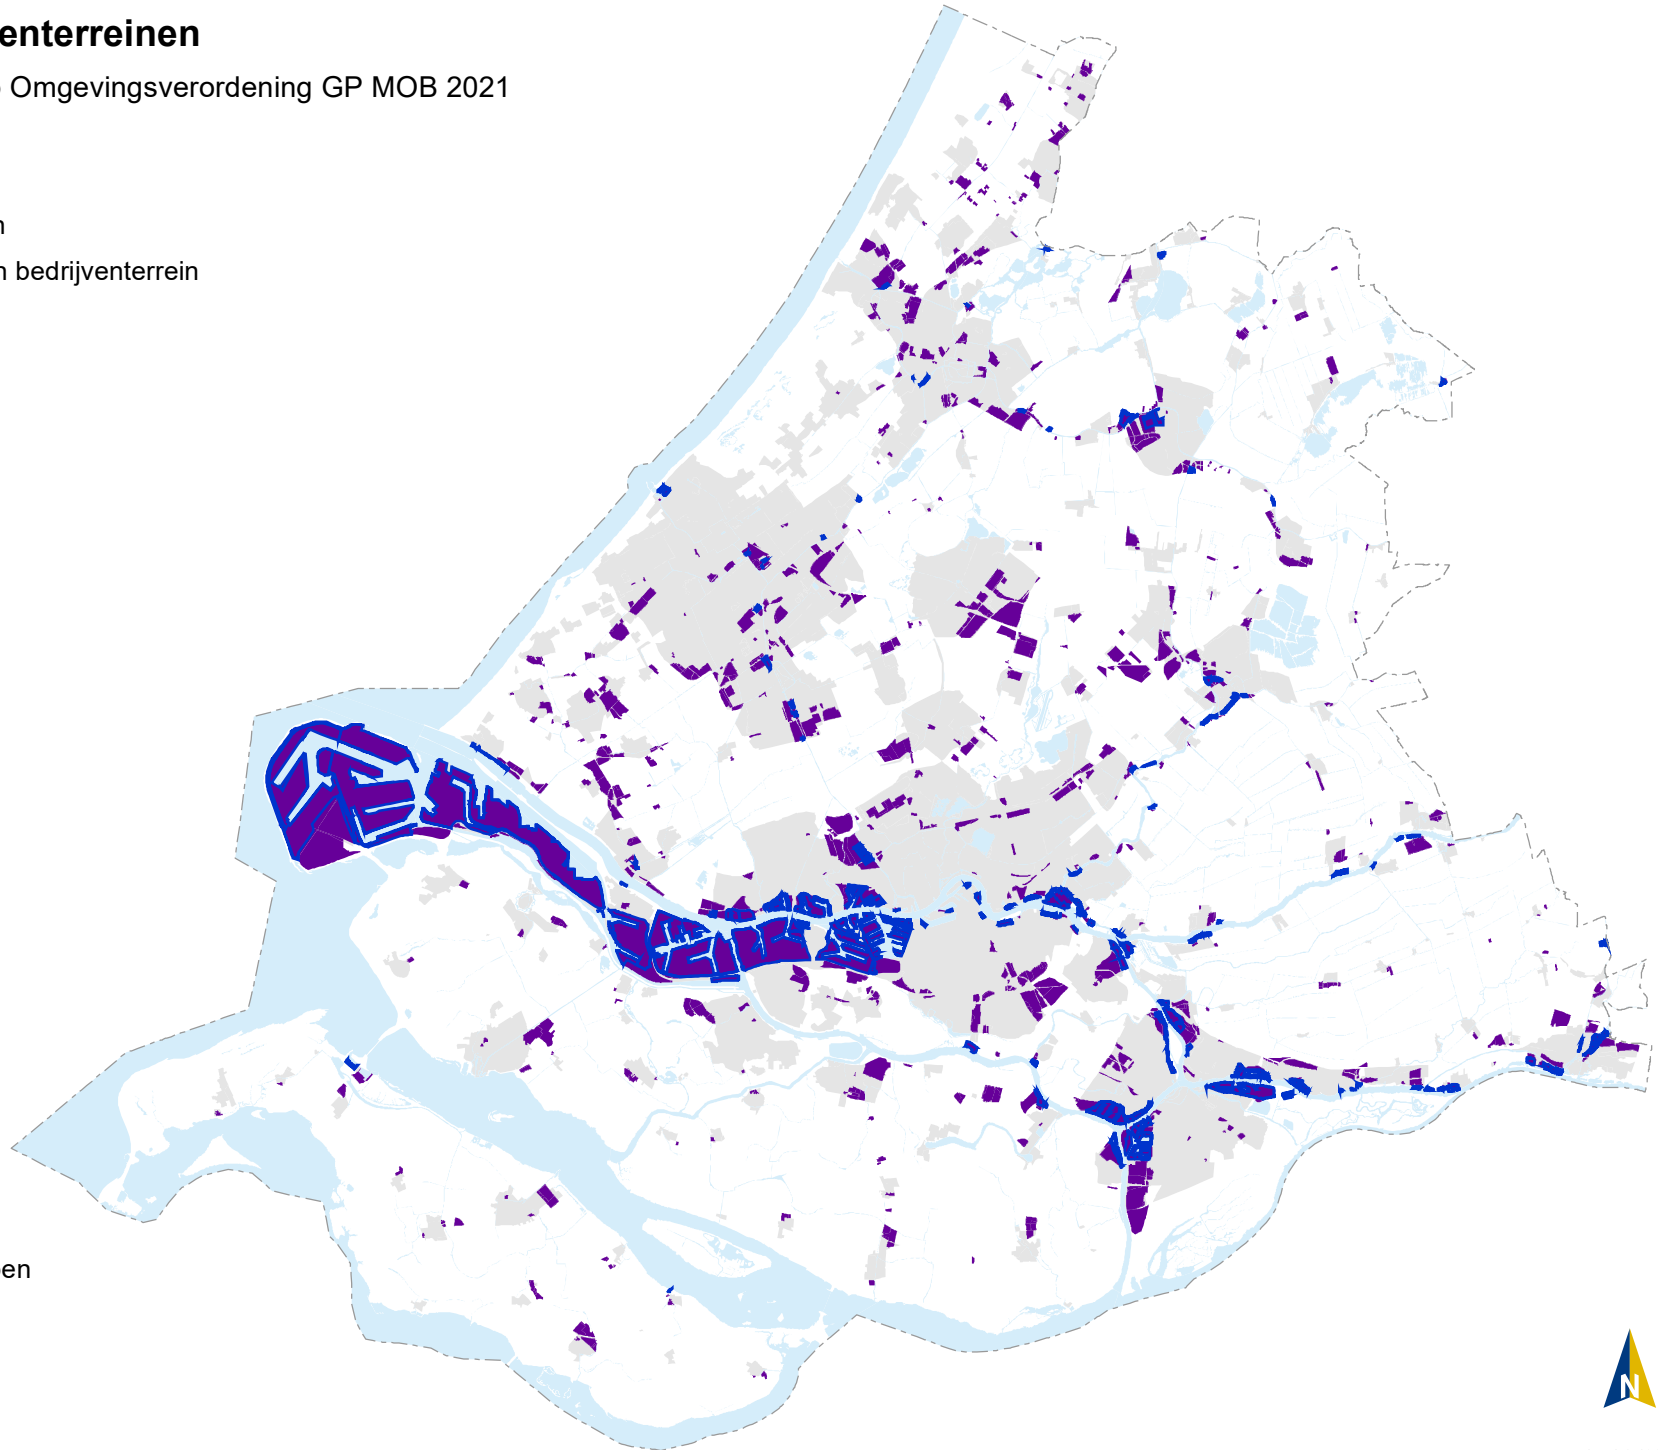 enterreinen
Omgevingsverordening GP MOB 2021
n
n bedrijventerrein
en
N